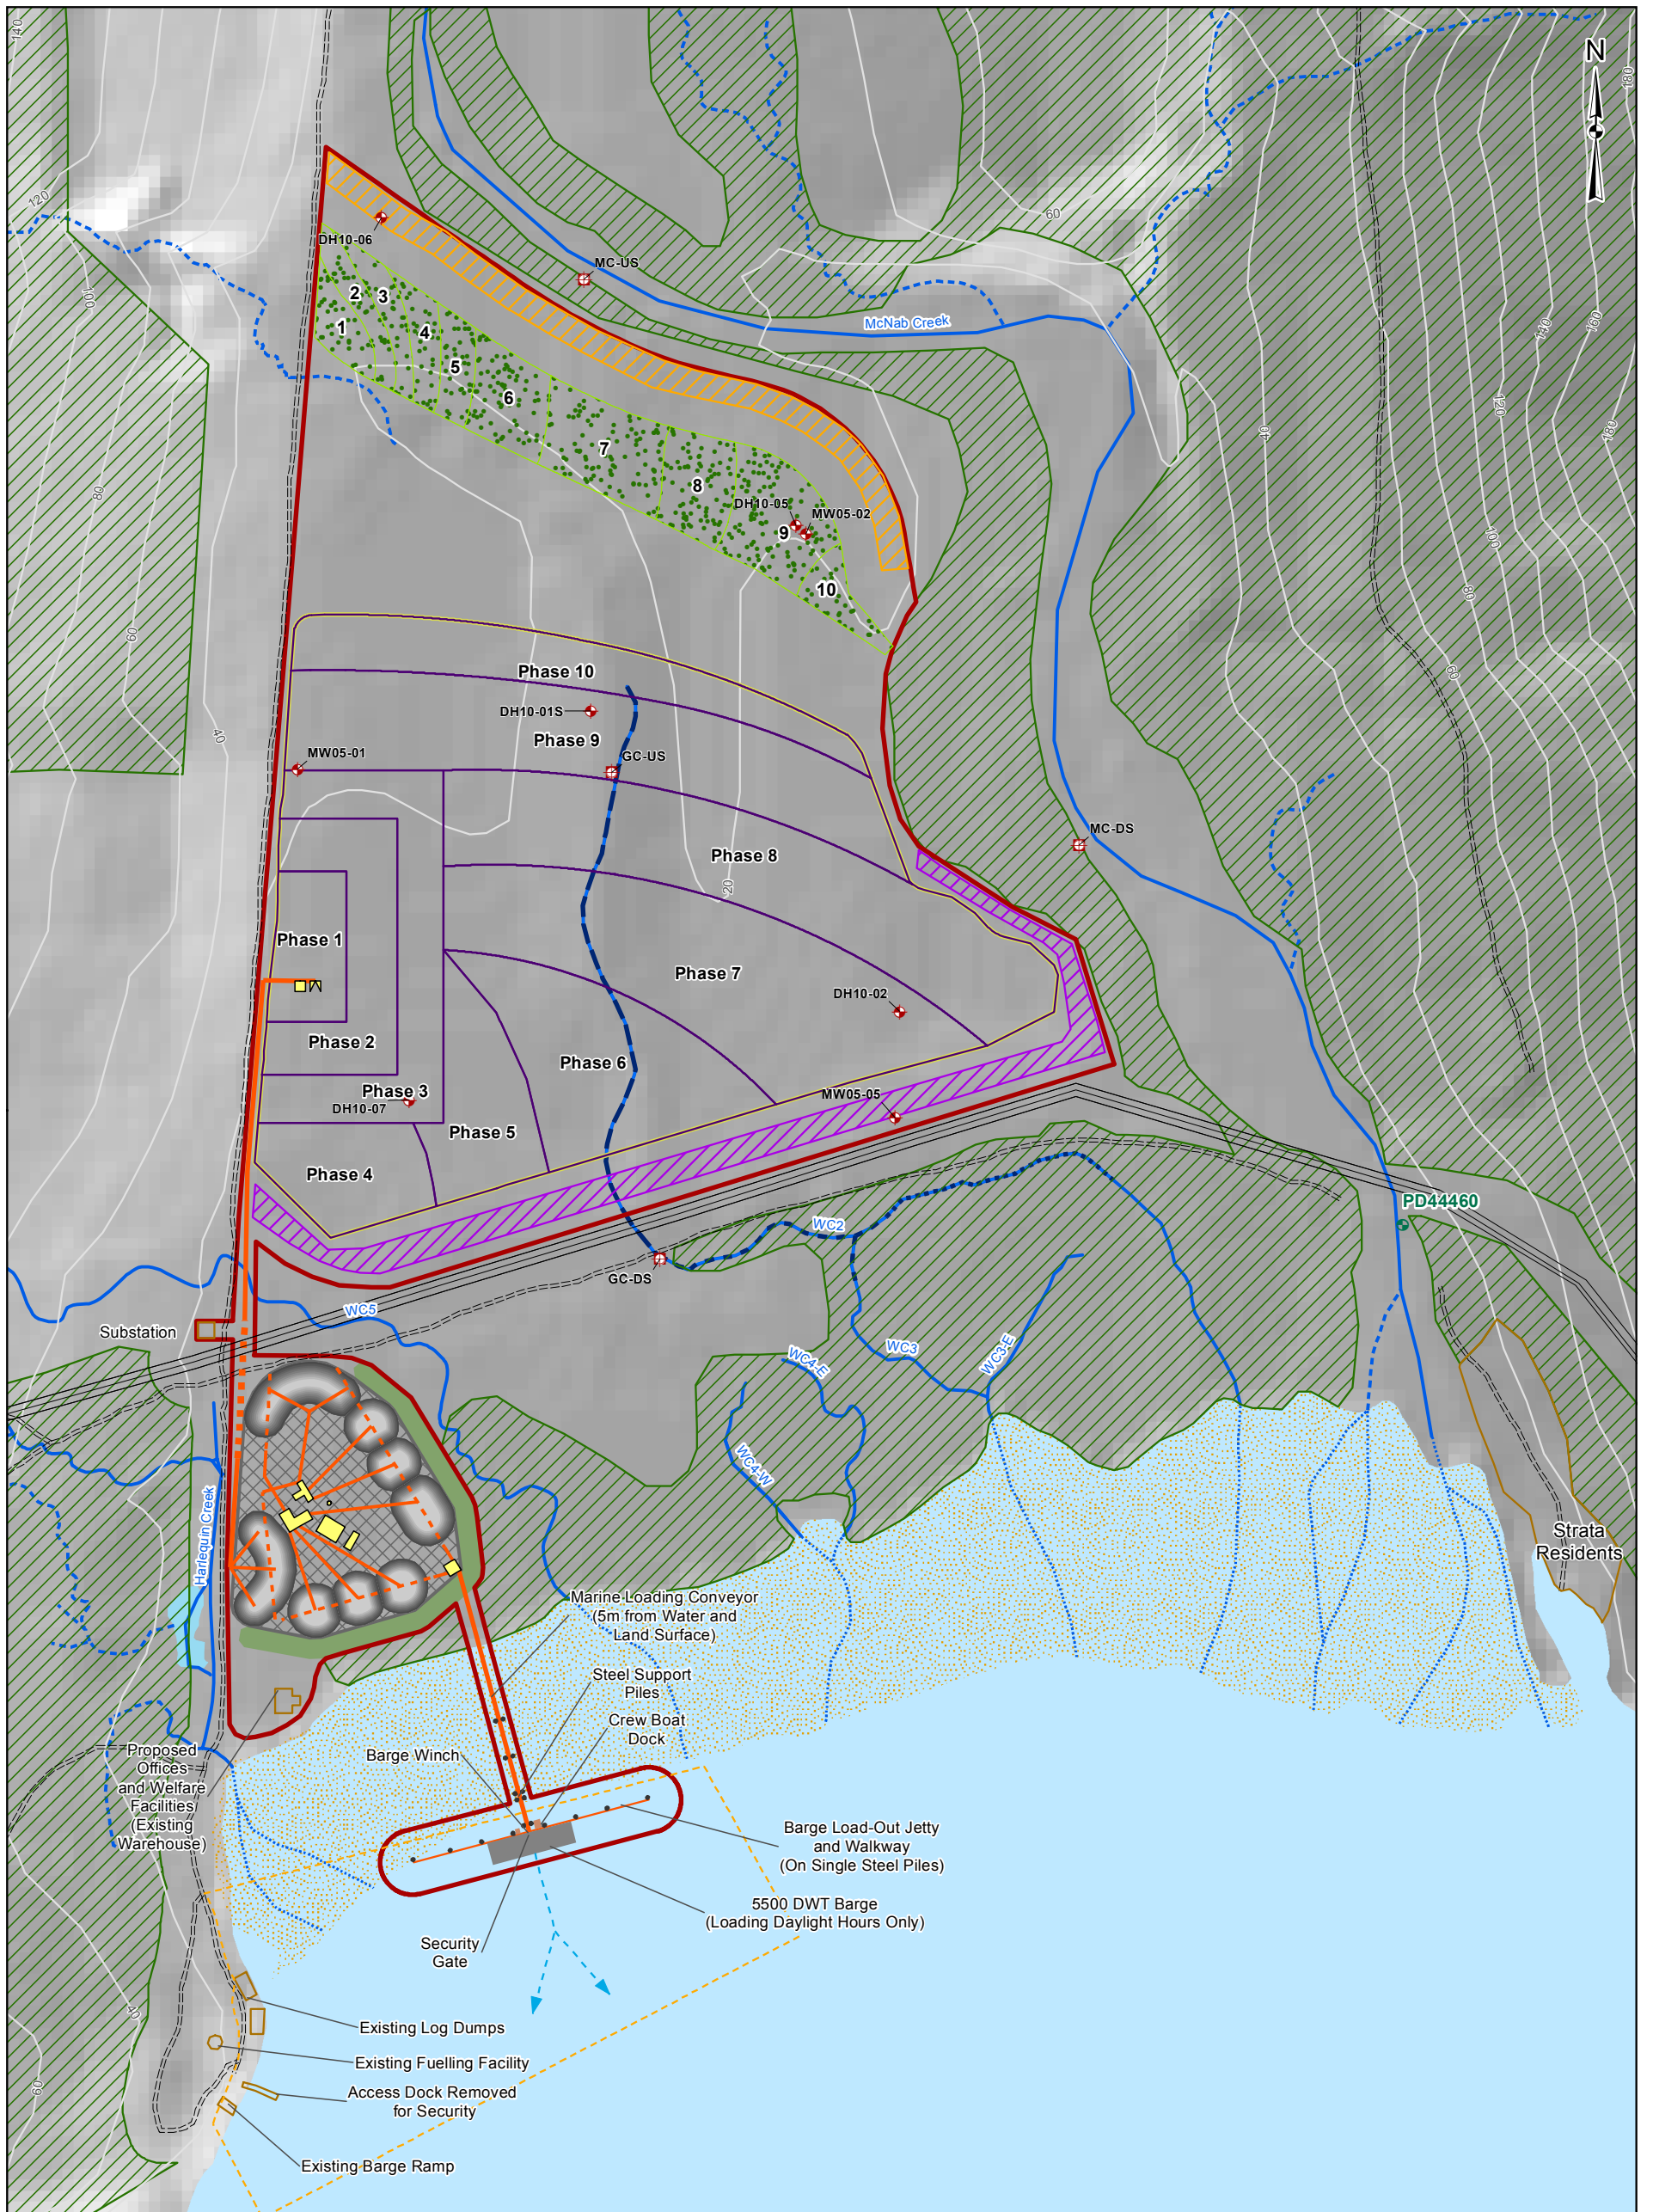 N
140
180
120
60
DH10-06
MC-US
100
2
3
1
4
McNab Creek
140
160
5
6
120
40
180
7
80
8
DH10-05
MW05-02
9
100
10
80
60
Phase 10
60
DH10-01S
Phase 9
40
MW05-01
GC-US
MC-DS
Phase 8
20
Phase 1
Phase 7
DH10-02
Phase 2
Phase 6
Phase 3
DH10-07
MW05-05
Phase 5
Phase 4
PD44460
WC2
GC-DS
WC5
Substation
WC3
WC3-E
WC4-E
WC4-W
Harlequin Creek
Strata
Residents
Marine Loading Conveyor
(5m from Water and
Land Surface)
Steel Support
Piles
Crew Boat
Dock
Barge Winch
Proposed
Offices
and Welfare
Facilities
(Existing
Warehouse)
Barge Load-Out Jetty
and Walkway
(On Single Steel Piles)
5500 DWT Barge
(Loading Daylight Hours Only)
Security
Gate
40
Existing Log Dumps
Existing Fuelling Facility
60
Access Dock Removed
for Security
Existing Barge Ramp